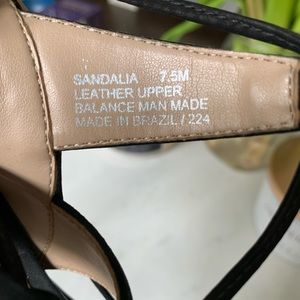 SANDALIA 7.5M
LEATHER UPPER
BALANCE MAN MADE
MADE IN BRAZIL / 224